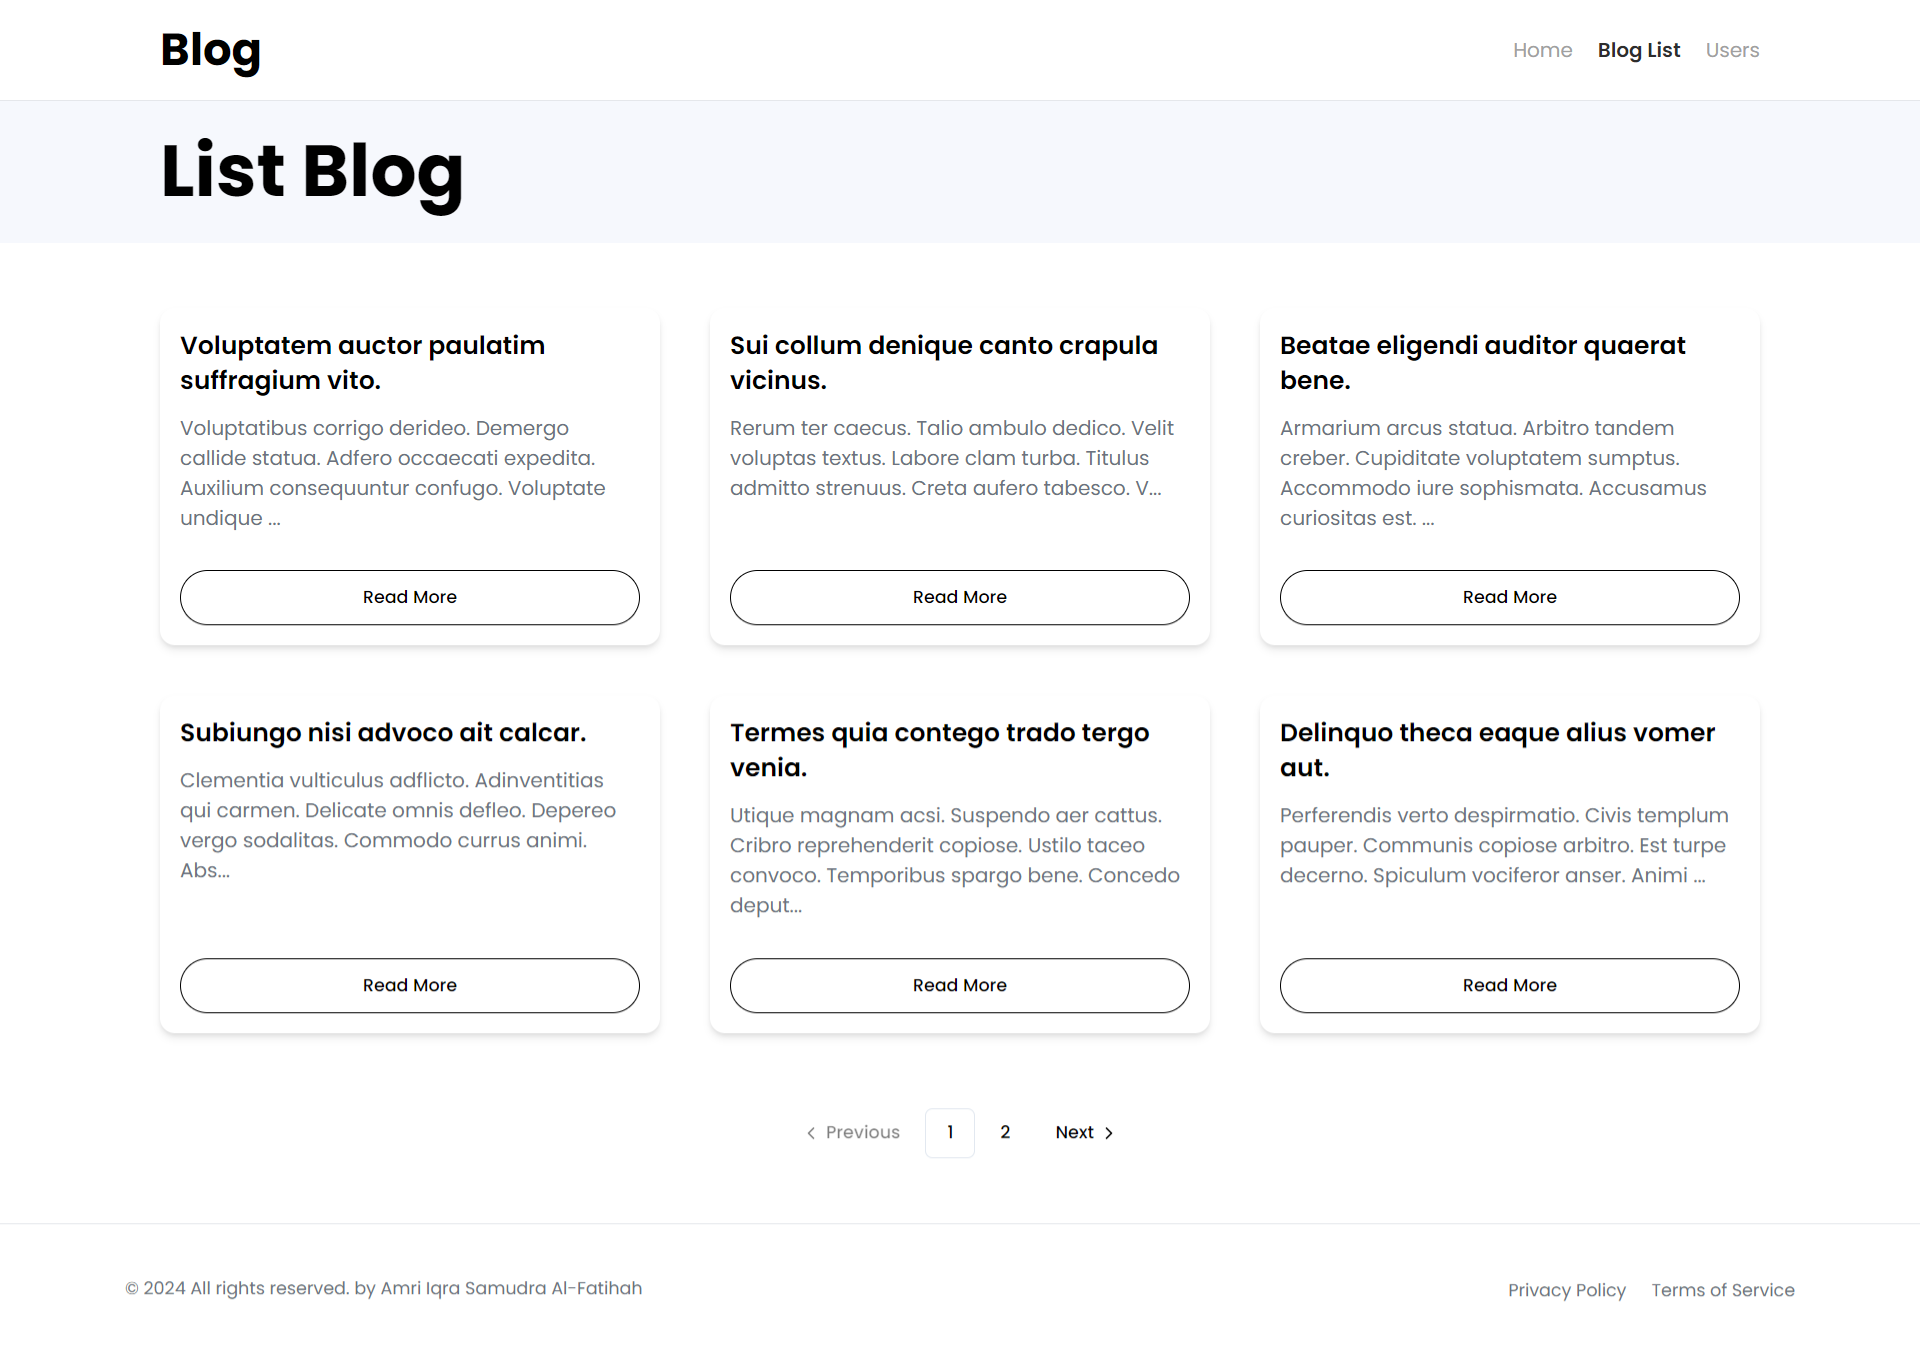 Blog
Home Blog List Users
List Blog
Voluptatem auctor paulatim
suffragium vito.
Voluptatibus corrigo derideo. Demergo
callide statua. Adfero occaecati expedita.
Auxilium consequuntur confugo. Voluptate
undique ...
Read More
Sui collum denique canto crapula
vicinus.
Rerum ter caecus. Talio ambulo dedico. Velit
voluptas textus. Labore clam turba. Titulus
admitto strenuus. Creta aufero tabesco. V...
Read More
Beatae eligendi auditor quaerat
bene.
Armarium arcus statua. Arbitro tandem
creber. Cupiditate voluptatem sumptus.
Accommodo iure sophismata. Accusamus
curiositas est. ...
Read More
Subiungo nisi advoco ait calcar.
Clementia vulticulus adflicto. Adinventitias
qui carmen. Delicate omnis defleo. Depereo
vergo sodalitas. Commodo currus animi.
Abs...
Read More
Termes quia contego trado tergo
venia.
Utique magnam acsi. Suspendo aer cattus.
Cribro reprehenderit copiose. Ustilo taceo
convoco. Temporibus spargo bene. Concedo
deput...
Read More
Delinquo theca eaque alius vomer
aut.
Perferendis verto despirmatio. Civis templum
pauper. Communis copiose arbitro. Est turpe
decerno. Spiculum vociferor anser. Animi ...
Read More
Previous 1 2 Next
© 2024 All rights reserved. by Amri Iqra Samudra Al-Fatihah
Privacy Policy Terms of Service